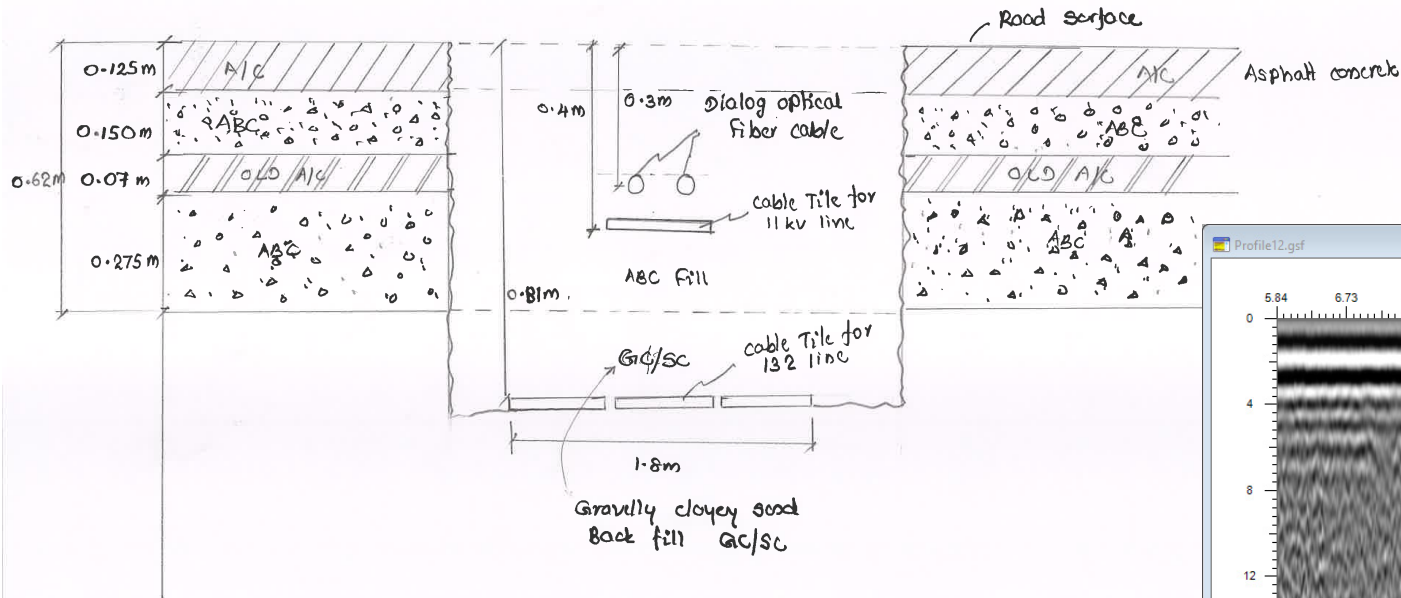 Road surface
0.125m
A/C
A/C
Asphalt concrete
0.4m
0.3m
Dialog optical
Fiber cable
0.150m
ABC
ABC
0.62m
0.07m
OLD A/C
OLD A/C
cable Tile for
11kv line
0.275m
ABC
ABC
ABC Fill
0.81m.
GC/SC
cable Tile for
132 line
1.8m
Gravelly clayey sand
Back fill GC/SC
Profile12.gsf
5.84 6.73
0
4
8
12